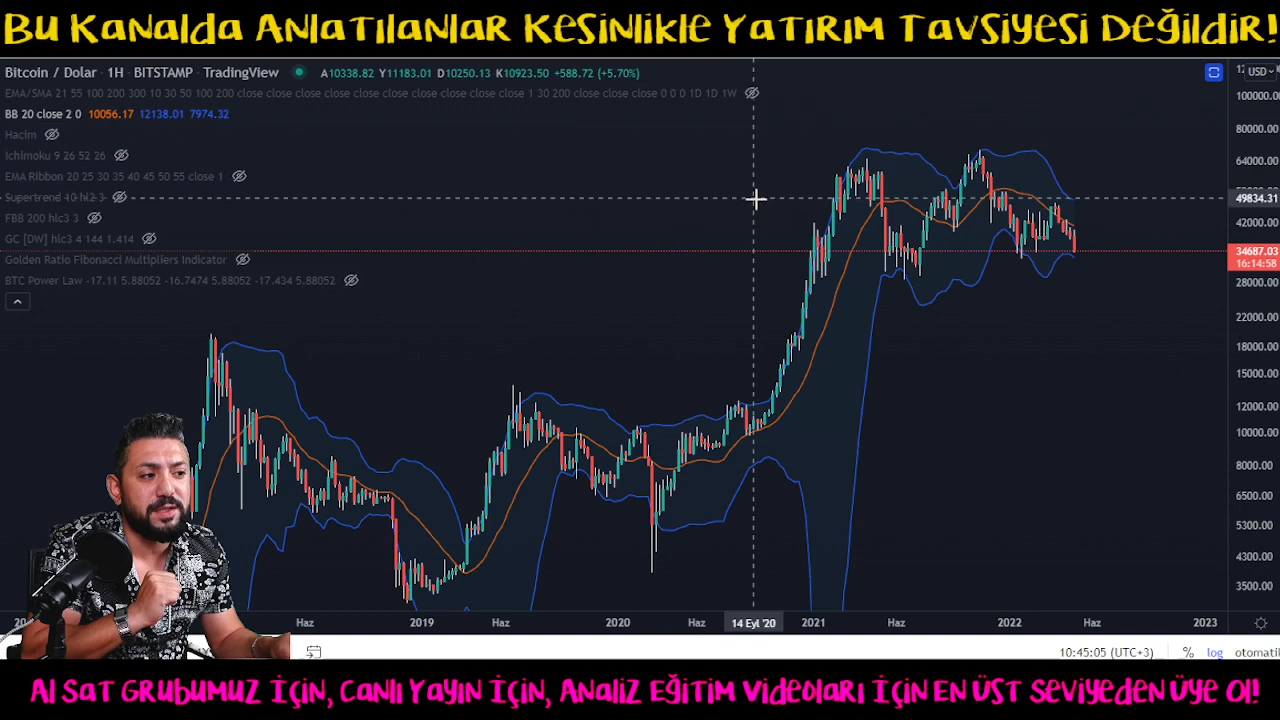 Bu Kanalda Anlatılanlar Kesinlikle Yatırım Tavsiyesi Değildir!
Bitcoin / Dolar · 1H · BITSTAMP · TradingView A10338.82 Y11183.01 D10250.13 K10923.50 +588.72 (+5.70%)
USD
EMA/SMA 21 55 100 200 300 10 30 50 100 200 close close close close close close close close close close 1 30 200 close close close 0 0 0 1D 1D 1W
100000.00
BB 20 close 2 0 10056.17 12138.01 7974.32
80000.00
Hacim
Ichimoku 9 26 52 26
64000.00
EMA Ribbon 20 25 30 35 40 45 50 55 close 1
Supertrend 10 hl2 3
49834.31
FBB 200 hlc3 3
42000.00
GC [DW] hlc3 4 144 1.414
34687.03
Golden Ratio Fibonacci Multipliers Indicator
16:14:58
BTC Power Law -17.11 5.88052 -16.7474 5.88052 -17.434 5.88052
28000.00
22000.00
18000.00
15000.00
12000.00
10000.00
8000.00
6500.00
5300.00
4300.00
3500.00
Haz 2019 Haz 2020 Haz 14 Eyl '20 2021 Haz 2022 Haz 2023
10:45:05 (UTC+3) % log
Al Sat Grubumuz İçin, Canlı Yayın İçin, Analiz Eğitim Videoları İçin En Üst Seviyeden Üye Ol!